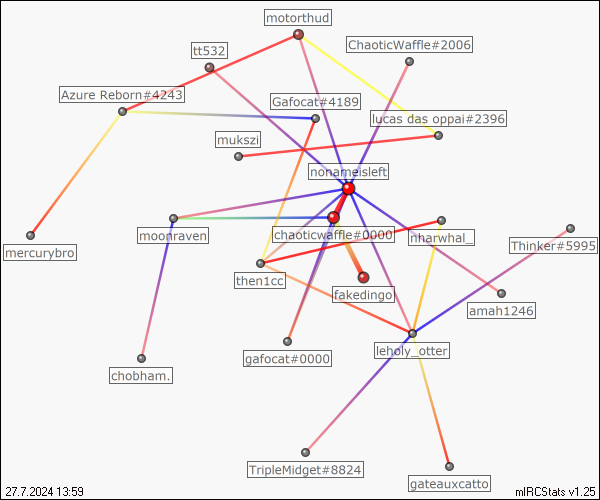 motorthud
tt532
ChaoticWaffle#2006
Azure Reborn#4243
Gafocat#4189
lucas das oppai#2396
mukszi
nonameisleft
moonraven
chaoticwaffle#0000
nharwhal_
Thinker#5995
mercurybro
then1cc
fakedingo
amah1246
gafocat#0000
leholy_otter
chobham.
TripleMidget#8824
gateauxcatto
27.7.2024 13:59
mIRCStats v1.25